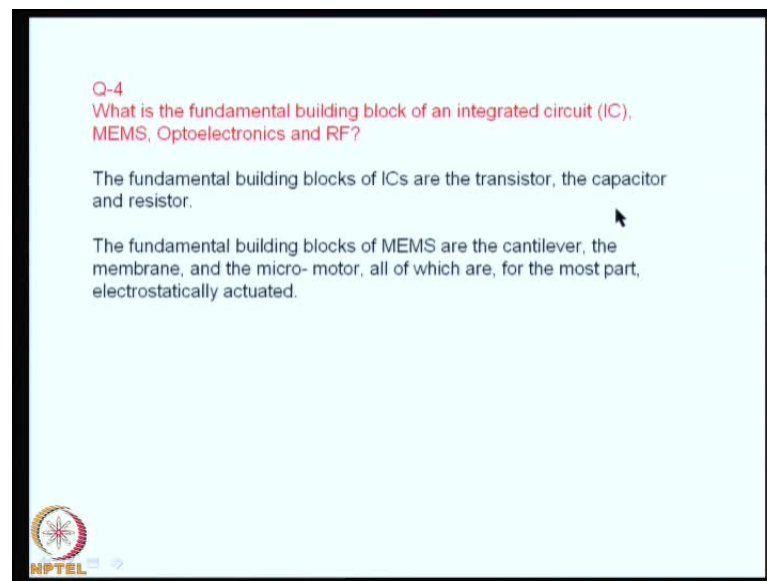 Q-4
What is the fundamental building block of an integrated circuit (IC),
MEMS, Optoelectronics and RF?
The fundamental building blocks of ICs are the transistor, the capacitor
and resistor.
The fundamental building blocks of MEMS are the cantilever, the
membrane, and the micro- motor, all of which are, for the most part,
electrostatically actuated.
NPTEL